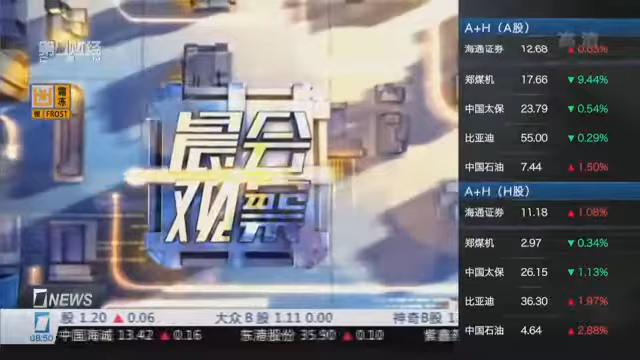 第一财经
霜冻
橙 FROST
晨会
观察
A+H（A股）
海通证券 12.68 ▲ 0.63%
郑煤机 17.66 ▼ 9.44%
中国太保 23.79 ▼ 0.54%
比亚迪 55.00 ▼ 0.29%
中国石油 7.44 ▲ 1.50%
A+H（H股）
海通证券 11.18 ▲ 1.08%
郑煤机 2.97 ▼ 0.34%
中国太保 26.15 ▼ 1.13%
比亚迪 36.30 ▲ 1.97%
中国石油 4.64 ▲ 2.88%
NEWS
股 1.20 ▲ 0.06 大众B股 1.11 0.00 神奇B股
08:50 中国海诚 13.42 ▲ 0.16 东港股份 35.90 ▲ 0.10 紫鑫